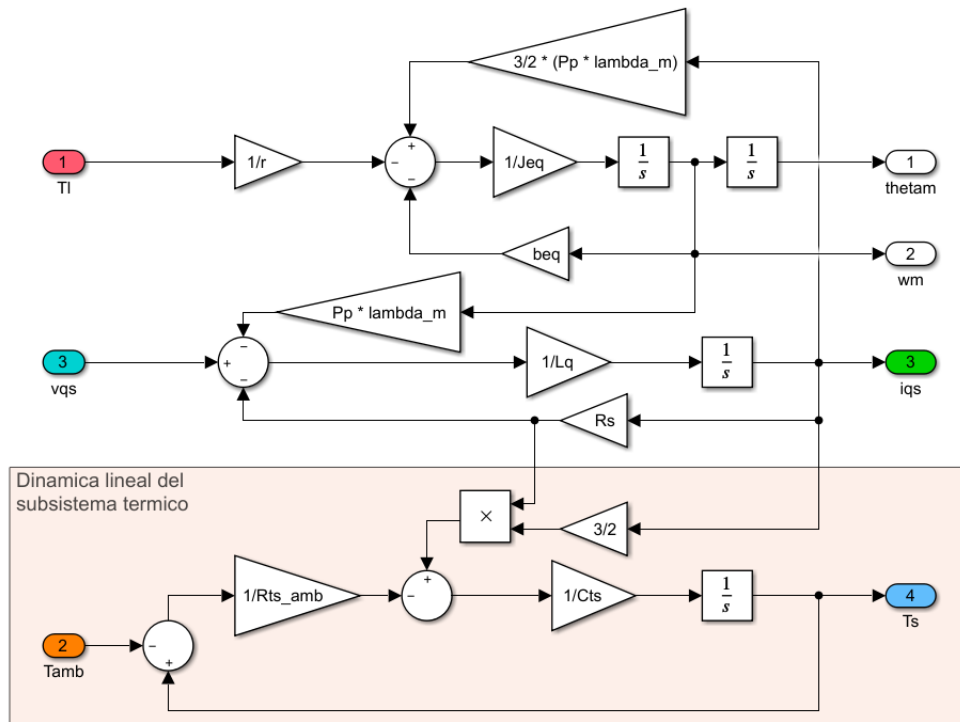 3/2 * (Pp * lambda_m)
+
1
Tl
1/r
−
−
1/Jeq
1
s
1
s
1
thetam
beq
2
wm
Pp * lambda_m
−
3
vqs
+
−
1/Lq
1
s
3
iqs
Rs
Dinamica lineal del
subsistema termico
×
3/2
+
1/Rts_amb
−
1/Cts
1
s
4
Ts
2
Tamb
−
+